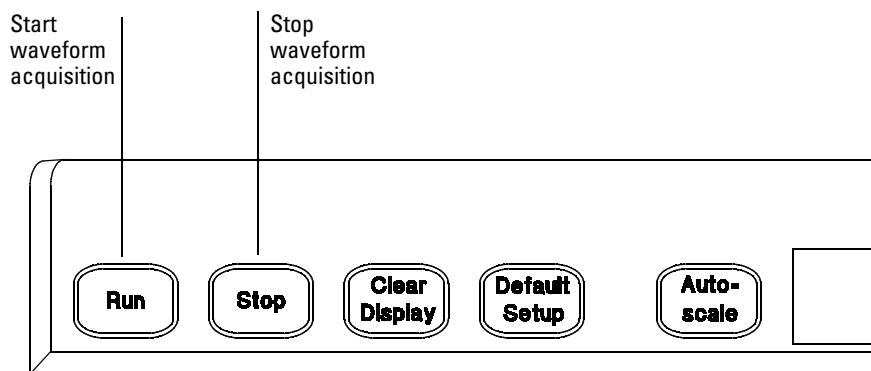 Start
waveform
acquisition
Stop
waveform
acquisition
Run
Stop
Clear
Display
Default
Setup
Auto-
scale